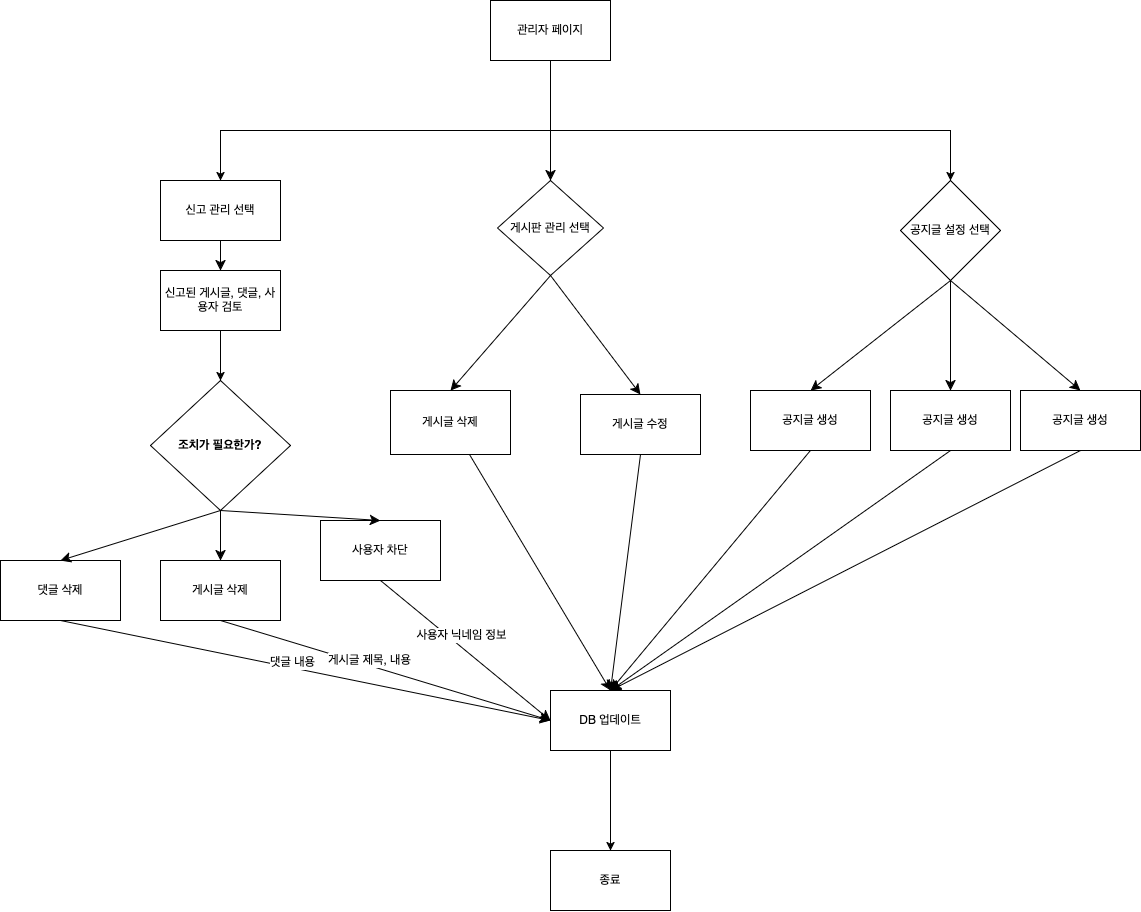 관리자 페이지
신고 관리 선택
게시판 관리 선택
공지글 설정 선택
신고된 게시글, 댓글, 사
용자 검토
조치가 필요한가?
게시글 삭제
게시글 수정
공지글 생성
공지글 생성
공지글 생성
댓글 삭제
게시글 삭제
사용자 차단
사용자 닉네임 정보
게시글 제목, 내용
댓글 내용
DB 업데이트
종료